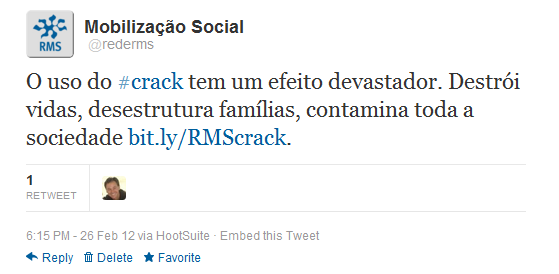 RMS
Mobilização Social
@rederms
O uso do #crack tem um efeito devastador. Destrói
vidas, desestrutura famílias, contamina toda a
sociedade bit.ly/RMScrack.
1
RETWEET
6:15 PM - 26 Feb 12 via HootSuite · Embed this Tweet
Reply Delete Favorite